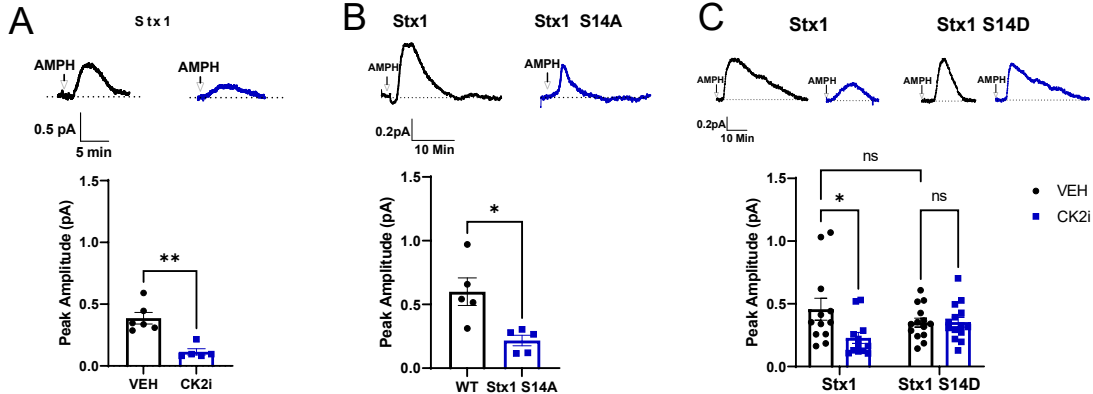 A
S t x 1
AMPH
AMPH
0.5 pA
5 min
Peak Amplitude (pA)
1.5
1.0
0.5
0.0
**
VEH
CK2i
B
Stx1
Stx1 S14A
AMPH
AMPH
0.2pA
10 Min
Peak Amplitude (pA)
1.5
1.0
0.5
0.0
*
WT
Stx1 S14A
C
Stx1
Stx1 S14D
AMPH
AMPH
AMPH
AMPH
0.2pA
10 Min
Peak Amplitude (pA)
1.5
1.0
0.5
0.0
ns
*
ns
Stx1
Stx1 S14D
VEH
CK2i